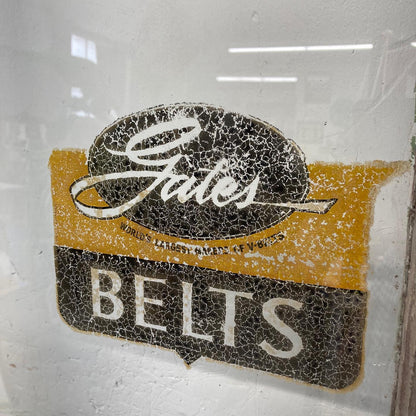 Gates
WORLD'S LARGEST MAKERS OF V-BELTS
BELTS